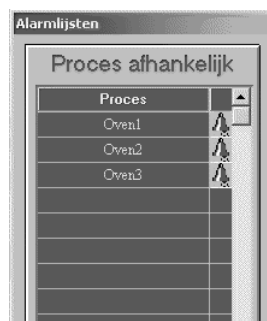 Alarmlijsten
Proces afhankelijk
Proces
Oven1
Oven2
Oven3